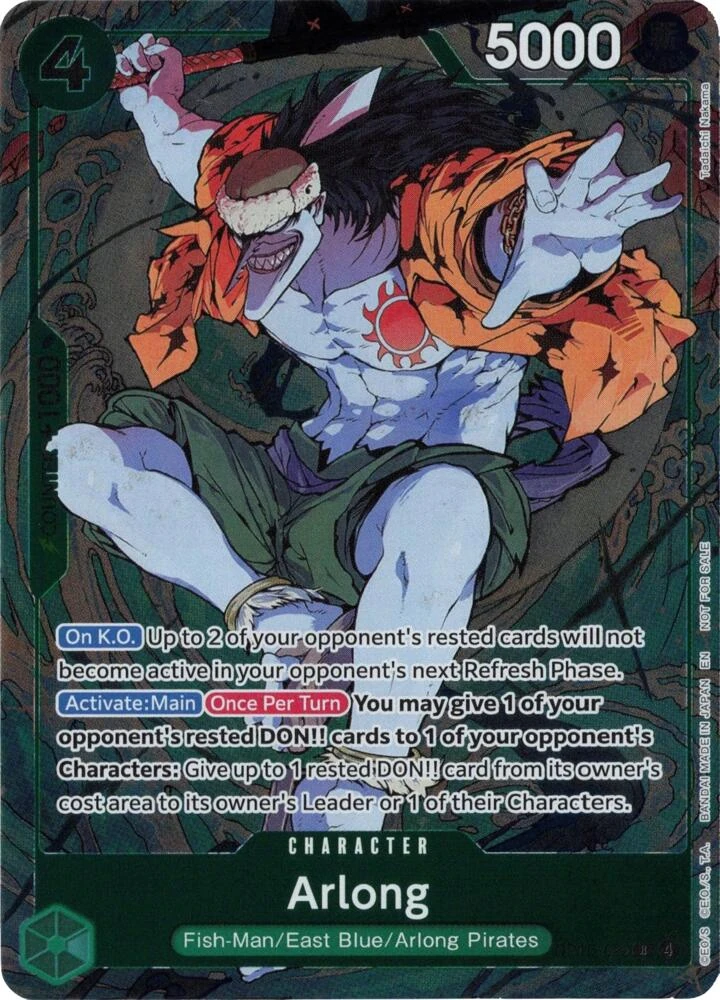 4
5000
Tadaichi Nakama
COUNTER +1000
On K.O. Up to 2 of your opponent's rested cards will not
become active in your opponent's next Refresh Phase.
Activate:Main Once Per Turn You may give 1 of your
opponent's rested DON!! cards to 1 of your opponent's
Characters: Give up to 1 rested DON!! card from its owner's
cost area to its owner's Leader or 1 of their Characters.
CHARACTER
Arlong
Fish-Man/East Blue/Arlong Pirates
R 4
©EO/S ©E.O./S., T.A. BANDAI MADE IN JAPAN EN NOT FOR SALE